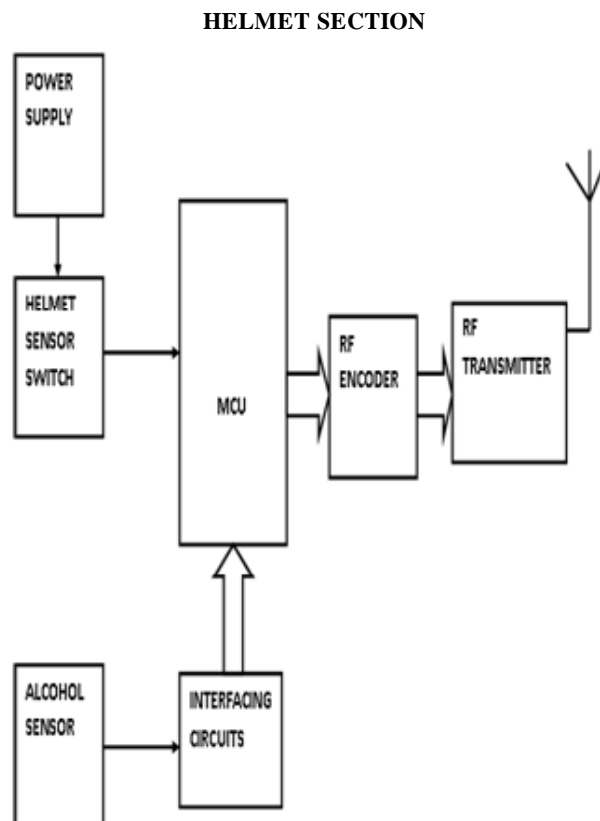 HELMET SECTION
POWER
SUPPLY
HELMET
SENSOR
SWITCH
MCU
RF
ENCODER
RF
TRANSMITTER
ALCOHOL
SENSOR
INTERFACING
CIRCUITS